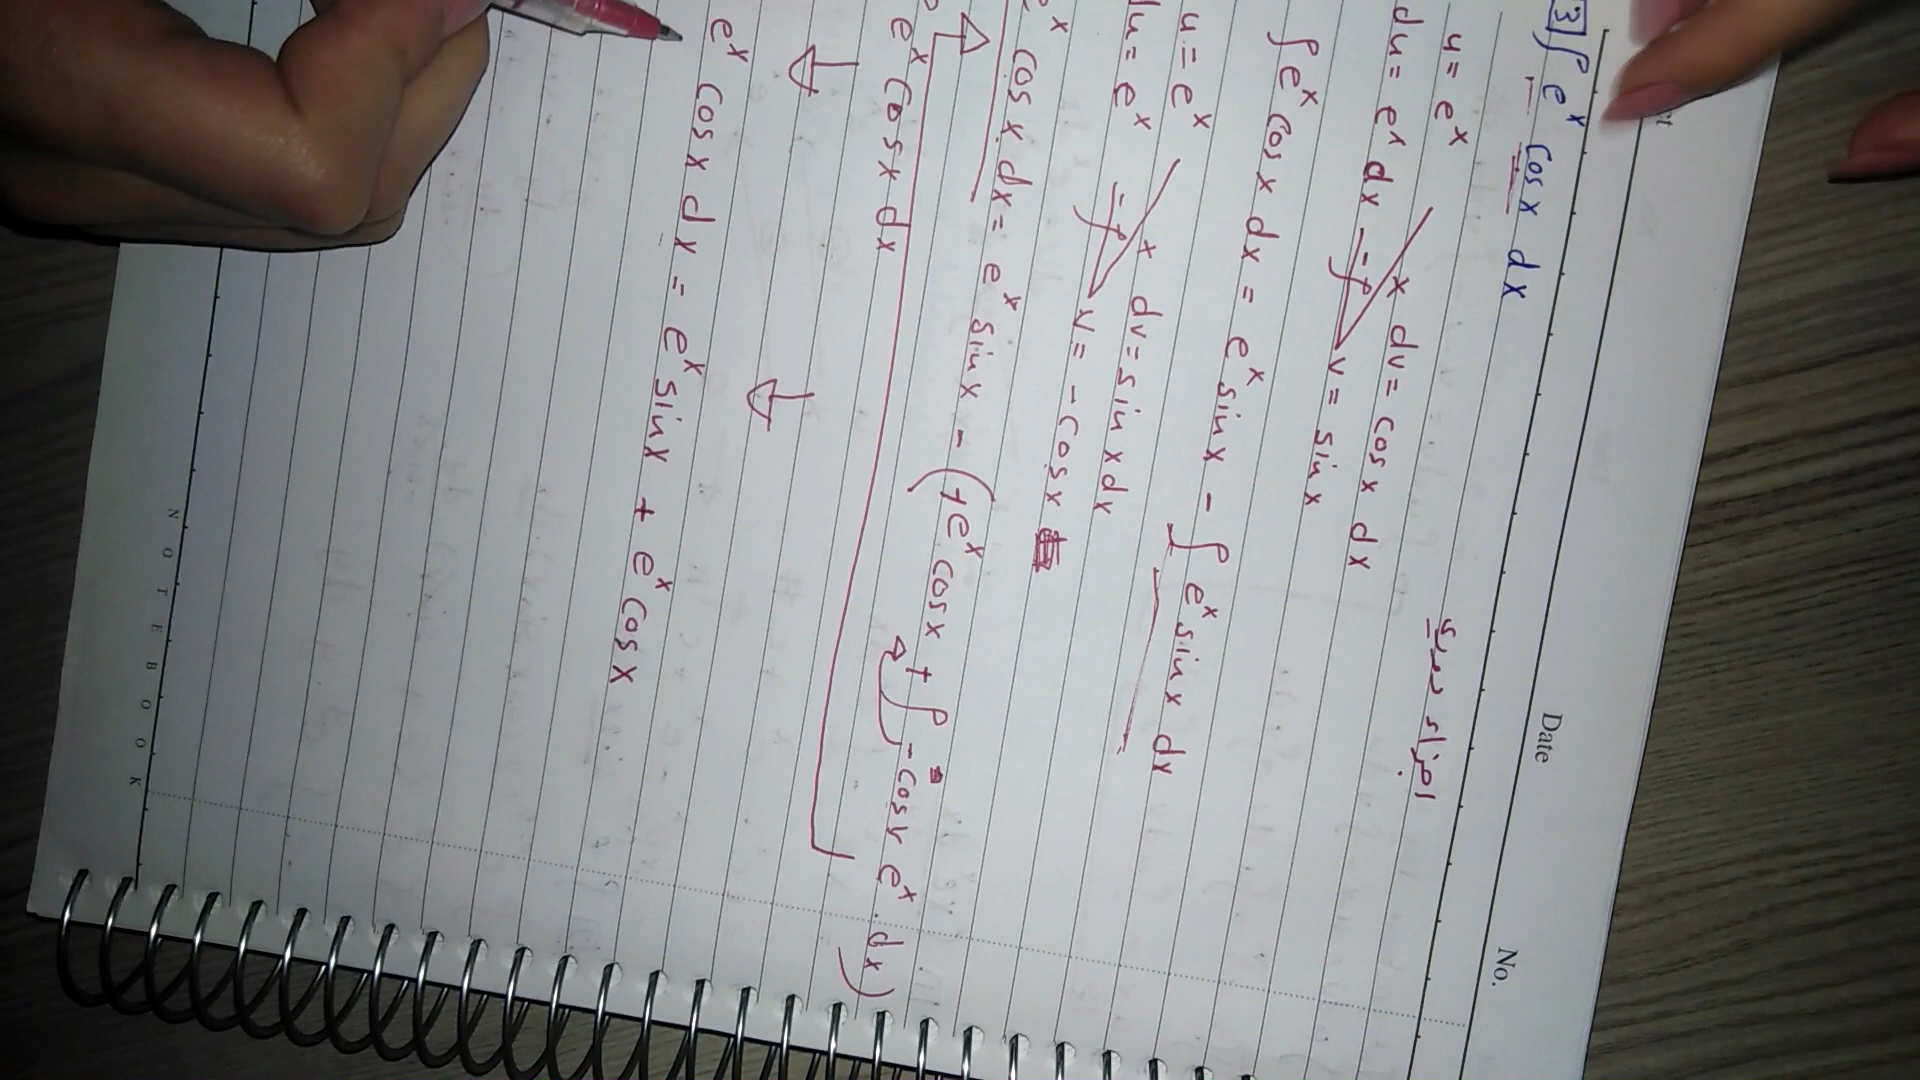 Date No.
3 ∫ e^x cos x dx
اجزاء دوری
u = e^x dv = cos x dx
du = e^x dx v = sin x
∫ e^x cos x dx = e^x sin x - ∫ e^x sin x dx
u = e^x dv = sin x dx
du = e^x v = - cos x
e^x cos x dx = e^x sin x - ( + e^x cos x + ∫ - cos x e^x . dx )
e^x cos x dx
e^x cos x dx = e^x sin x + e^x cos x
NOTEBOOK